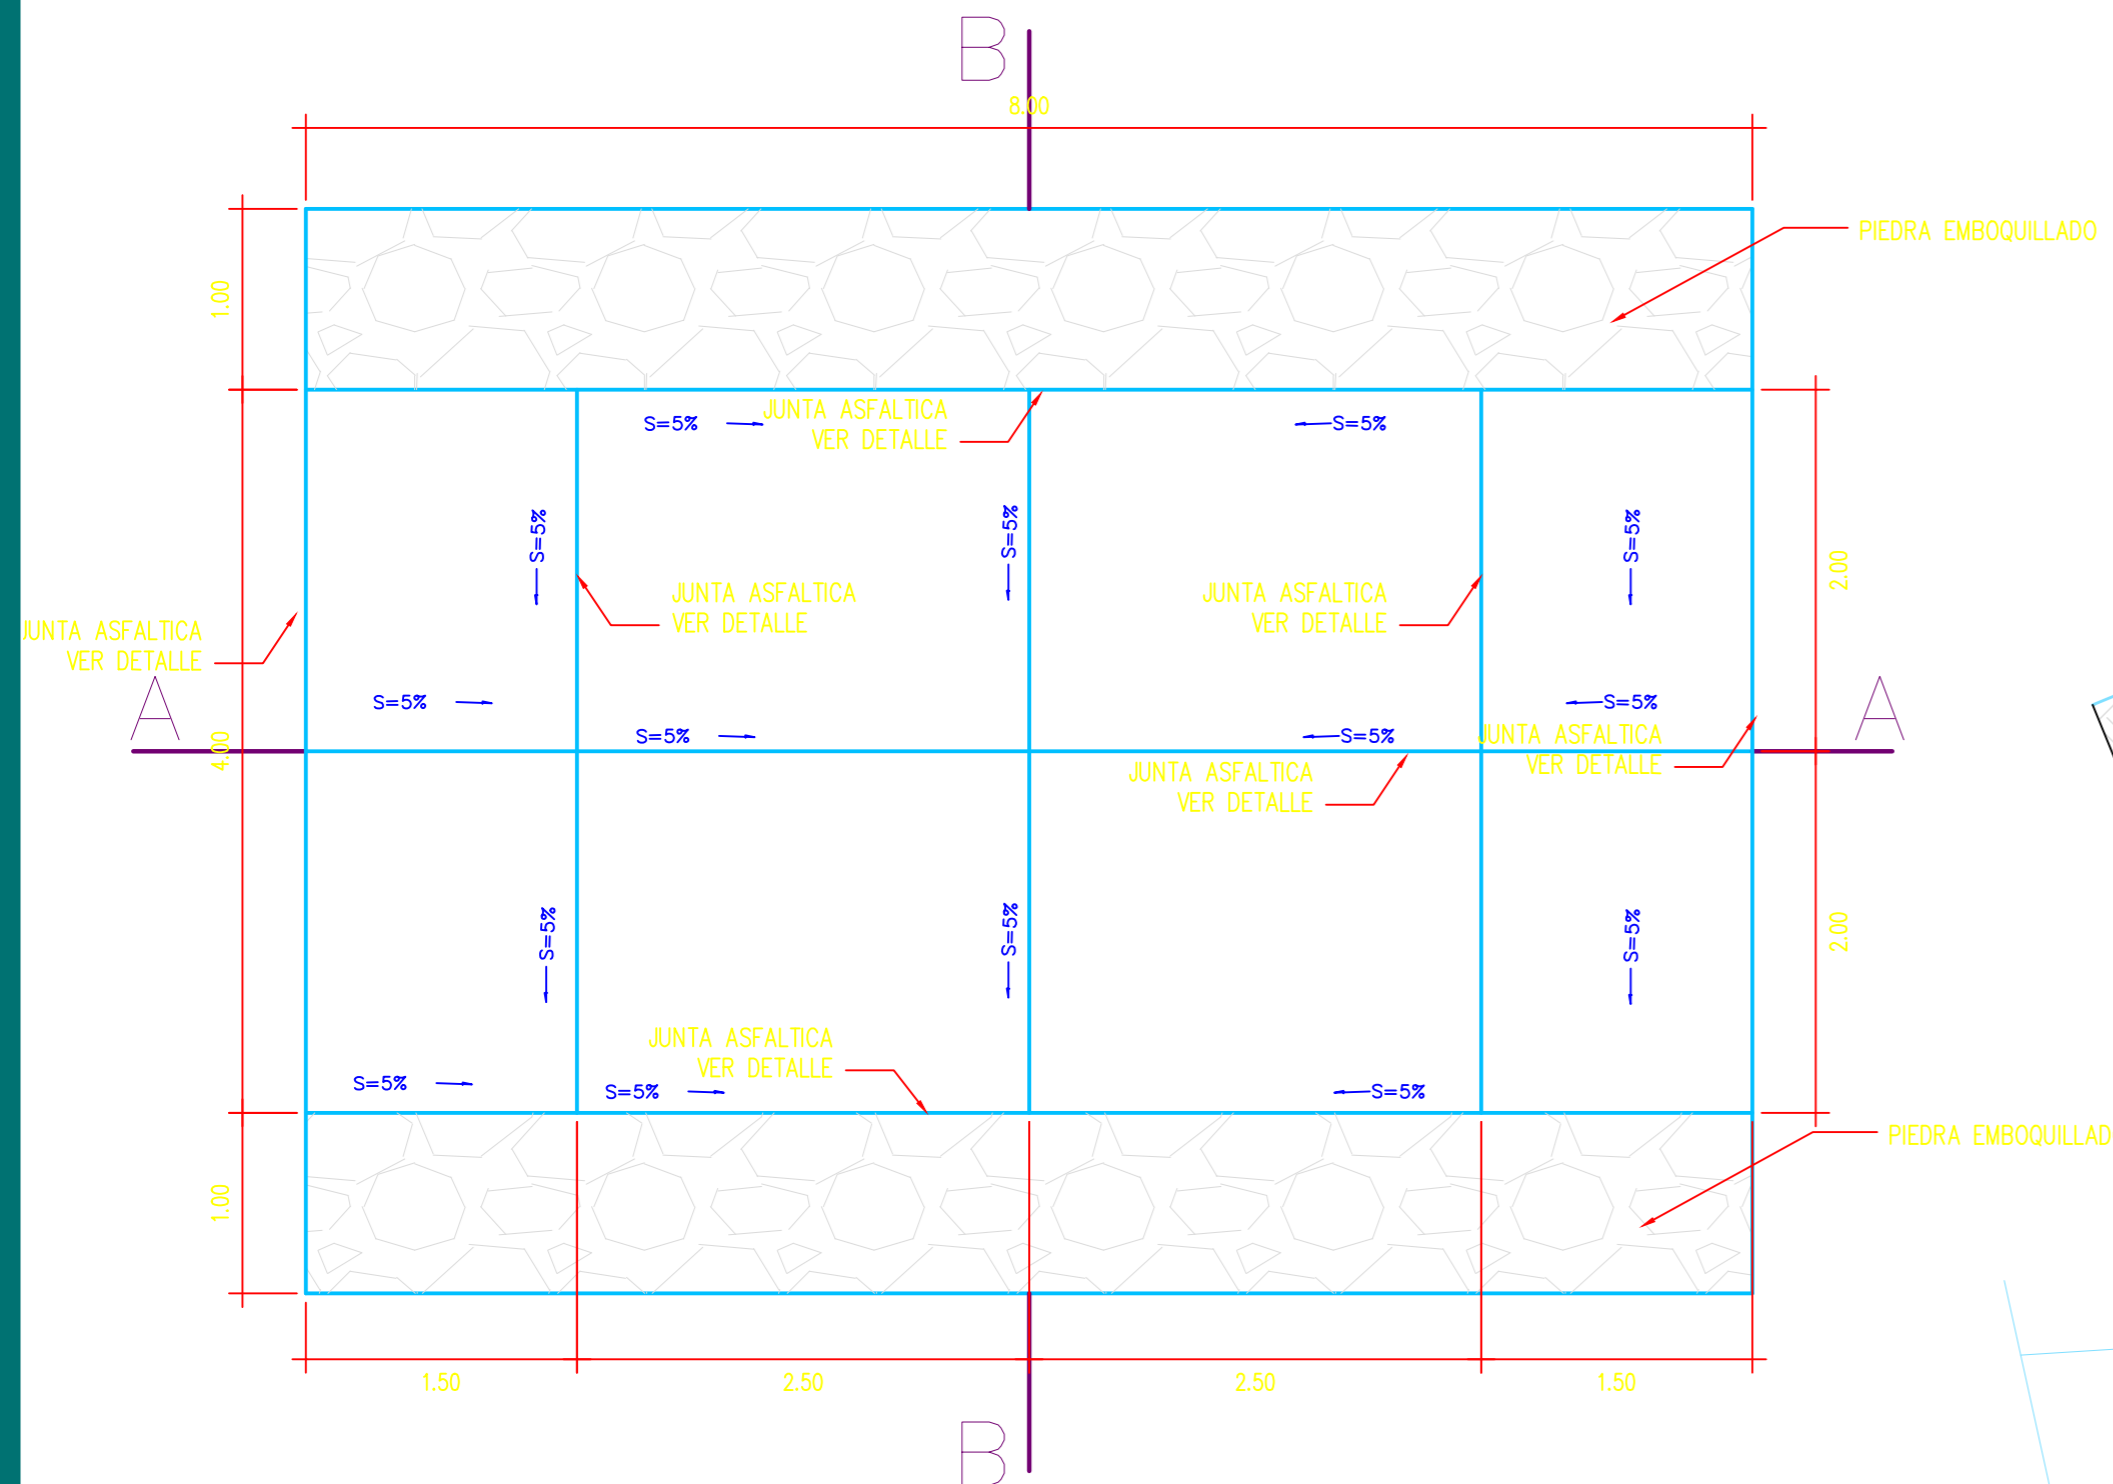 B
8.00
PIEDRA EMBOQUILLADO
1.00
JUNTA ASFALTICA
VER DETALLE
S=5%
S=5%
S=5%
S=5%
S=5%
2.00
JUNTA ASFALTICA
VER DETALLE
JUNTA ASFALTICA
VER DETALLE
JUNTA ASFALTICA
VER DETALLE
A
A
S=5%
S=5%
4.00
S=5%
S=5%
JUNTA ASFALTICA
VER DETALLE
JUNTA ASFALTICA
VER DETALLE
S=5%
S=5%
S=5%
2.00
JUNTA ASFALTICA
VER DETALLE
S=5%
S=5%
S=5%
PIEDRA EMBOQUILLAD
1.00
1.50
2.50
2.50
1.50
B